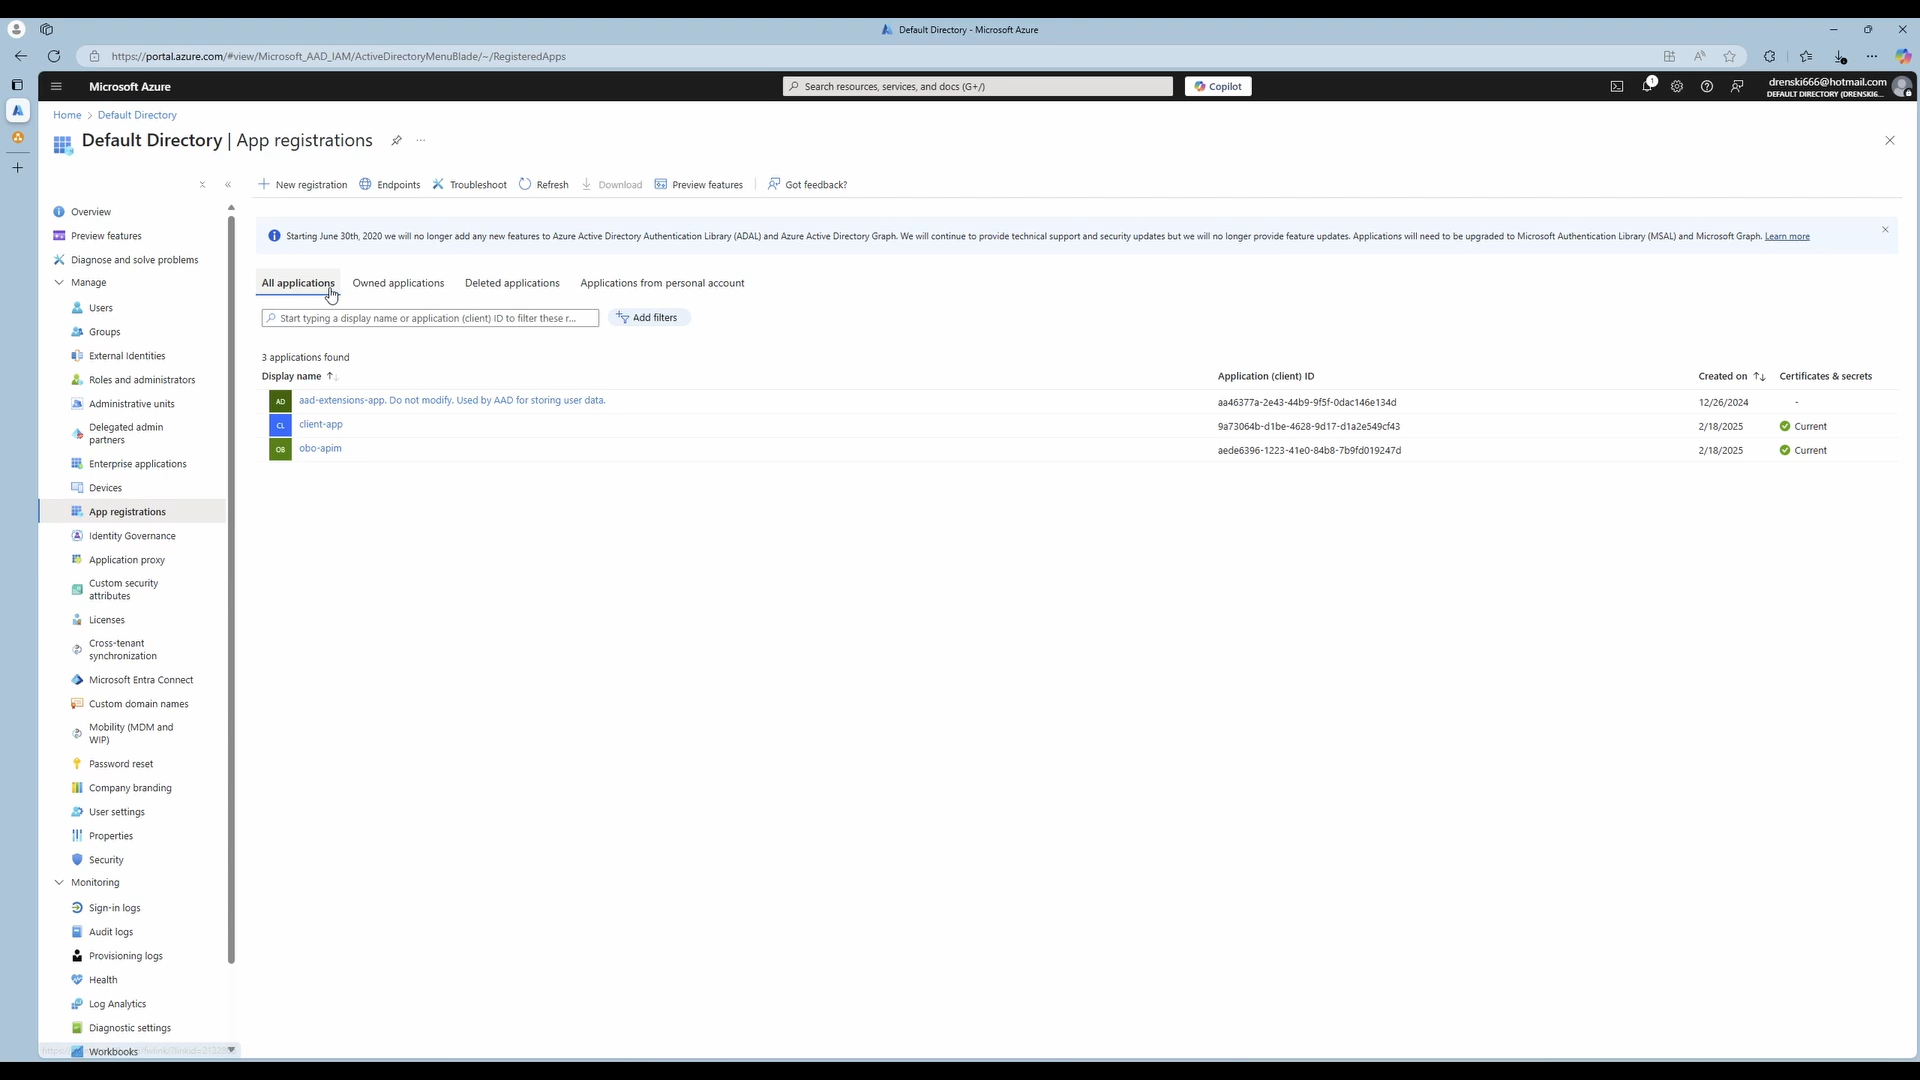 Default Directory - Microsoft Azure
https://portal.azure.com/#view/Microsoft_AAD_IAM/ActiveDirectoryMenuBlade/~/RegisteredApps
Microsoft Azure
Search resources, services, and docs (G+/)
Copilot
1
drenski666@hotmail.com
DEFAULT DIRECTORY (DRENSKI6...
Home > Default Directory
Default Directory | App registrations
New registration
Endpoints
Troubleshoot
Refresh
Download
Preview features
Got feedback?
Overview
Preview features
Diagnose and solve problems
Manage
Users
Groups
External Identities
Roles and administrators
Administrative units
Delegated admin
partners
Enterprise applications
Devices
App registrations
Identity Governance
Application proxy
Custom security
attributes
Licenses
Cross-tenant
synchronization
Microsoft Entra Connect
Custom domain names
Mobility (MDM and
WIP)
Password reset
Company branding
User settings
Properties
Security
Monitoring
Sign-in logs
Audit logs
Provisioning logs
Health
Log Analytics
Diagnostic settings
Workbooks
Starting June 30th, 2020 we will no longer add any new features to Azure Active Directory Authentication Library (ADAL) and Azure Active Directory Graph. We will continue to provide technical support and security updates but we will no longer provide feature updates. Applications will need to be upgraded to Microsoft Authentication Library (MSAL) and Microsoft Graph. Learn more
All applications
Owned applications
Deleted applications
Applications from personal account
Start typing a display name or application (client) ID to filter these r...
Add filters
3 applications found
Display name
Application (client) ID
Created on
Certificates & secrets
AD aad-extensions-app. Do not modify. Used by AAD for storing user data. aa46377a-2e43-44b9-9f5f-0dac146e134d 12/26/2024 -
CL client-app 9a73064b-d1be-4628-9d17-d1a2e549cf43 2/18/2025 Current
OB obo-apim aede6396-1223-41e0-84b8-7b9fd019247d 2/18/2025 Current